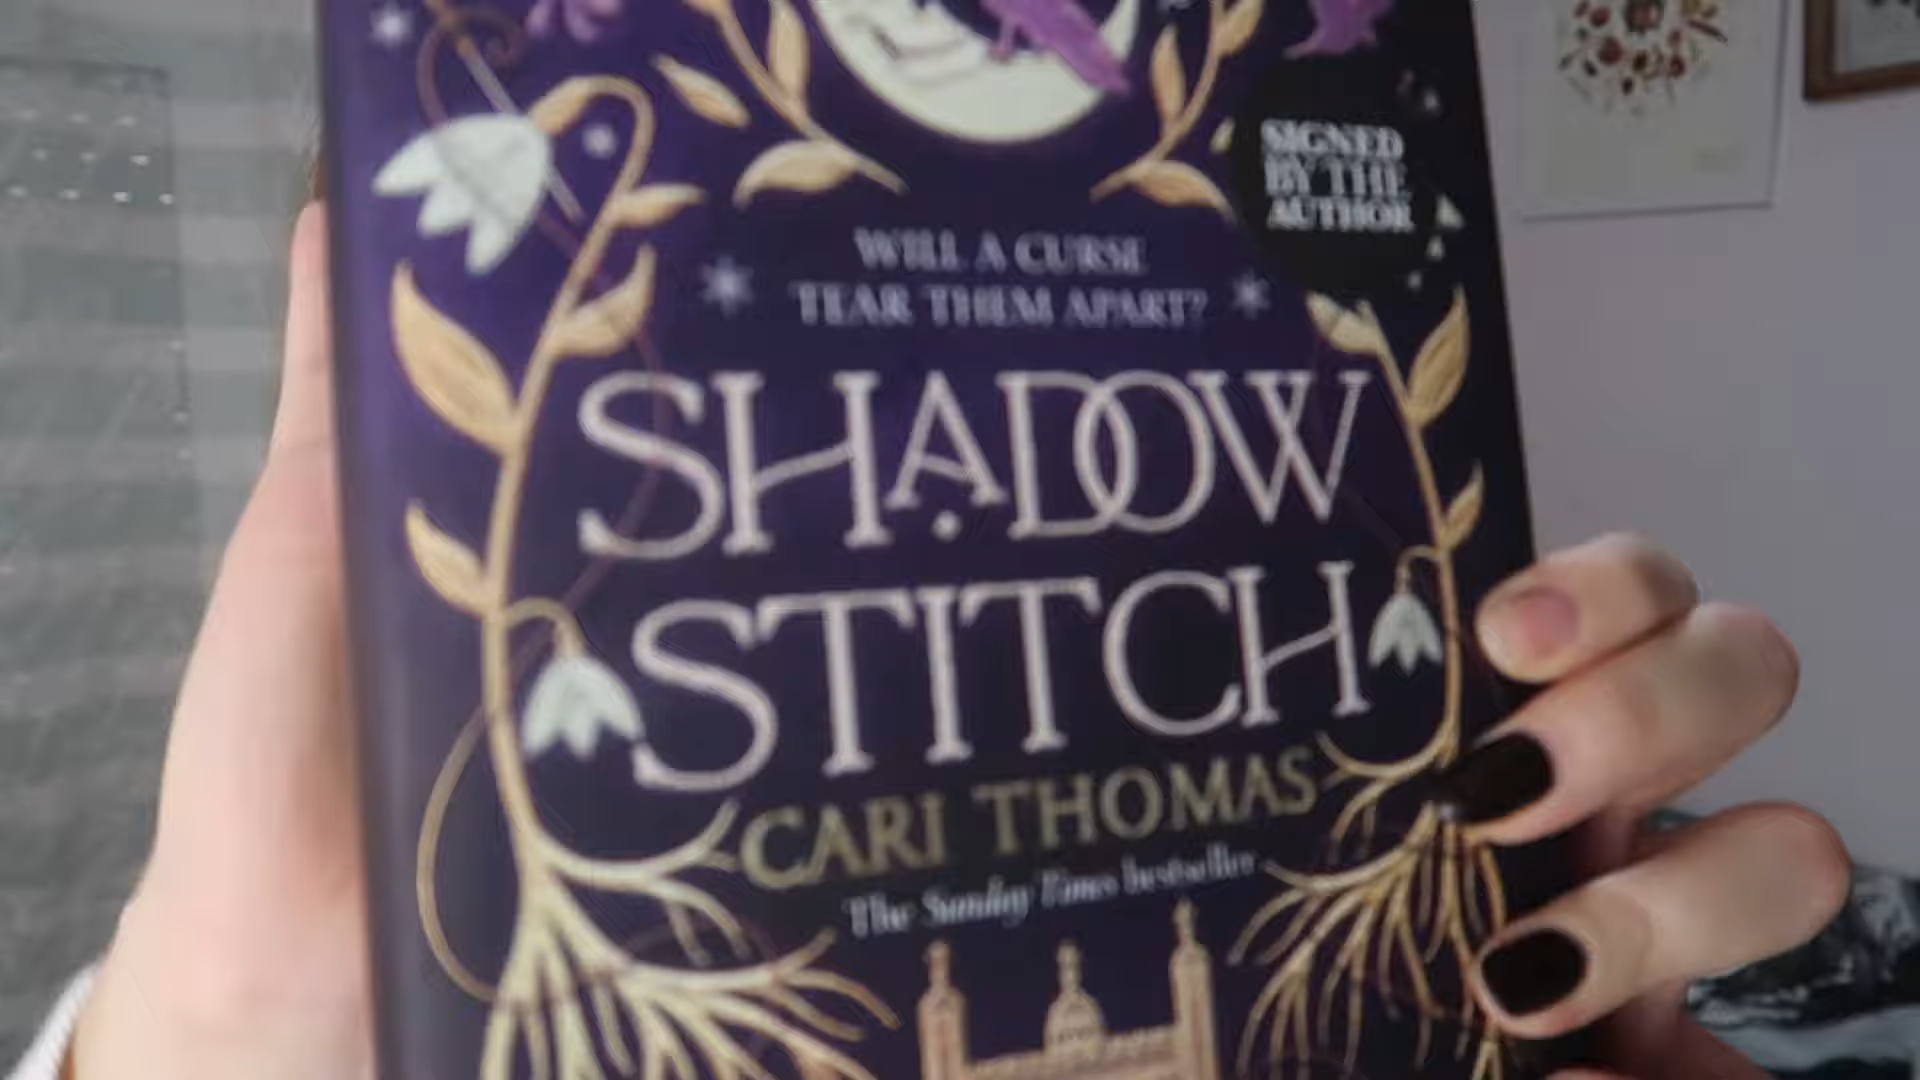 SIGNED
BY THE
AUTHOR
WILL A CURSE
TEAR THEM APART?
SHADOW
STITCH
CARI THOMAS
The Sunday Times bestseller